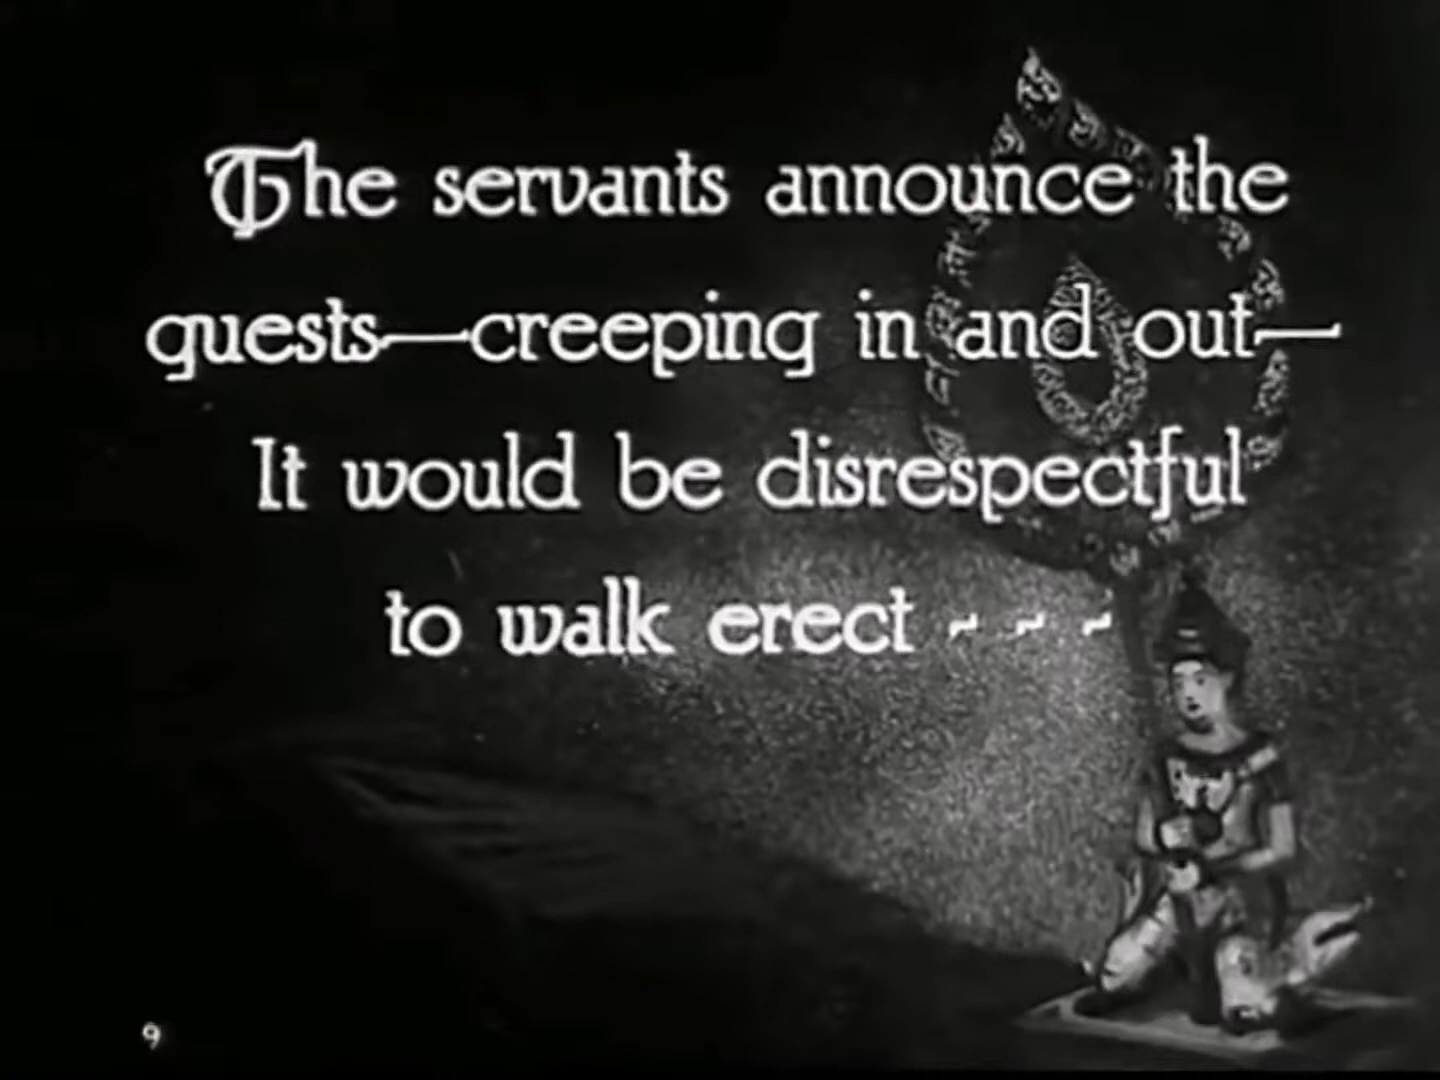 The servants announce the
guests—creeping in and out—
It would be disrespectful
to walk erect - - -
9